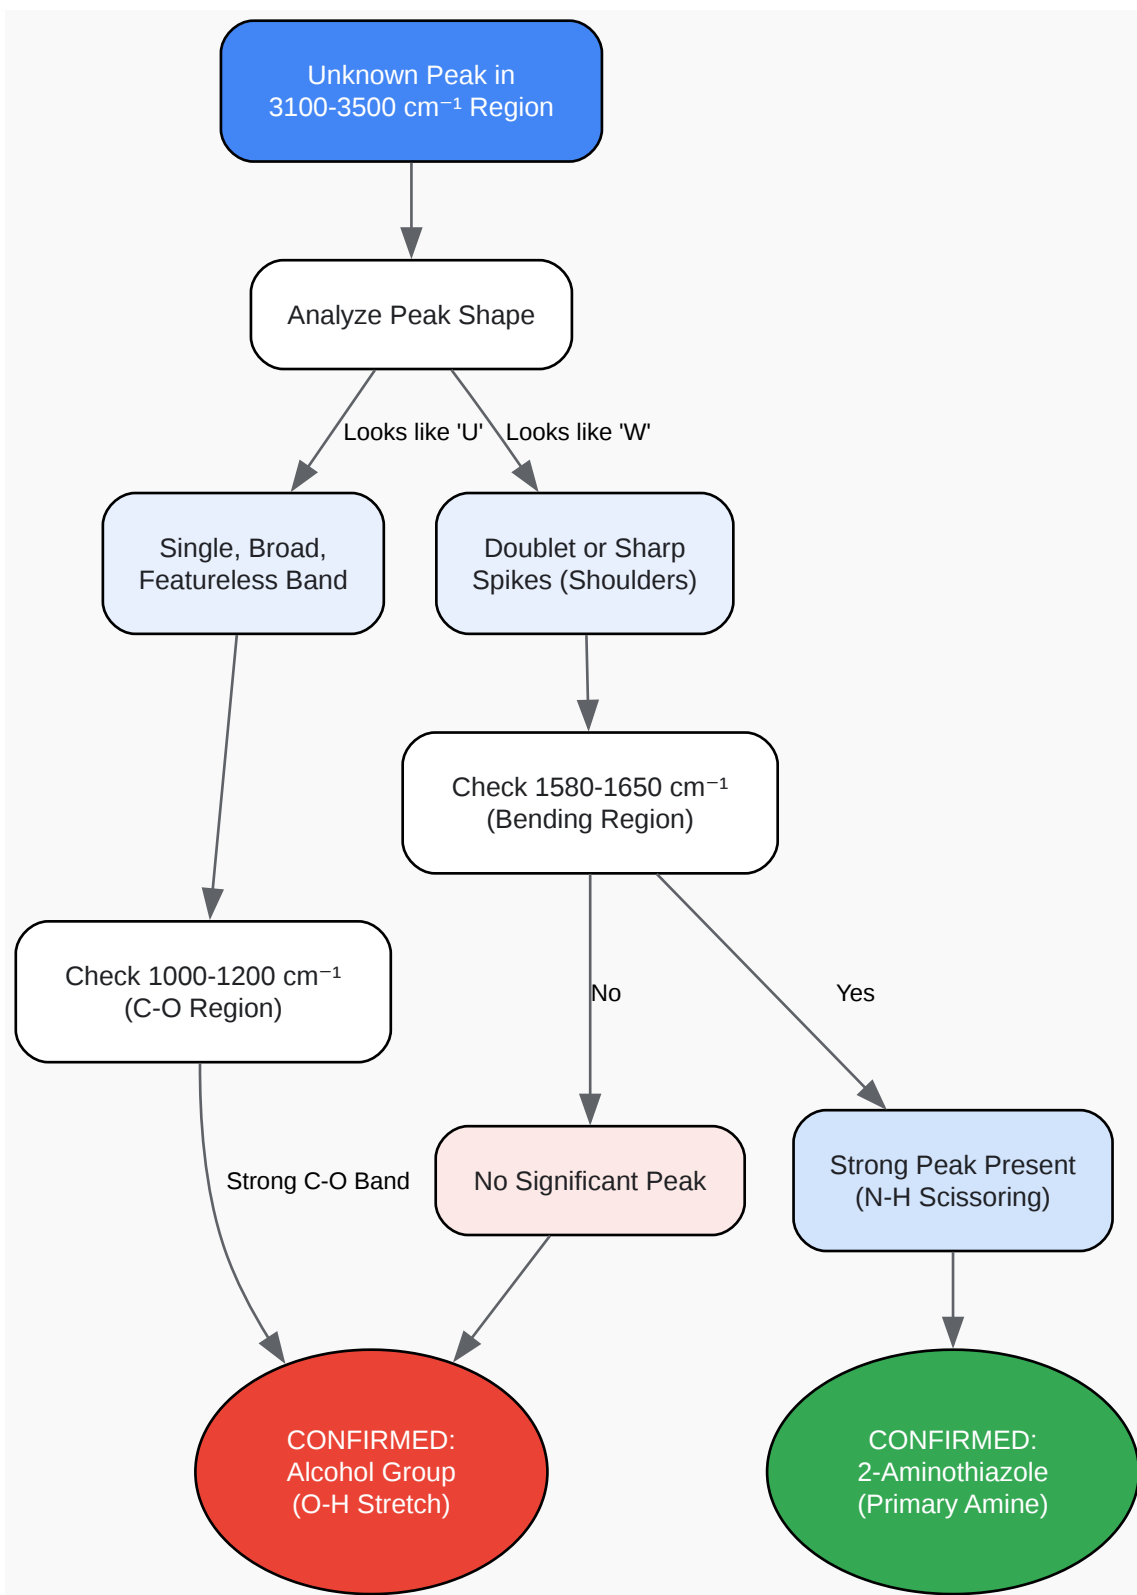 Unknown Peak in
3100-3500 cm⁻¹ Region
Analyze Peak Shape
Looks like 'U'
Looks like 'W'
Single, Broad,
Featureless Band
Doublet or Sharp
Spikes (Shoulders)
Check 1580-1650 cm⁻¹
(Bending Region)
Check 1000-1200 cm⁻¹
(C-O Region)
No
Yes
Strong C-O Band
No Significant Peak
Strong Peak Present
(N-H Scissoring)
CONFIRMED:
Alcohol Group
(O-H Stretch)
CONFIRMED:
2-Aminothiazole
(Primary Amine)